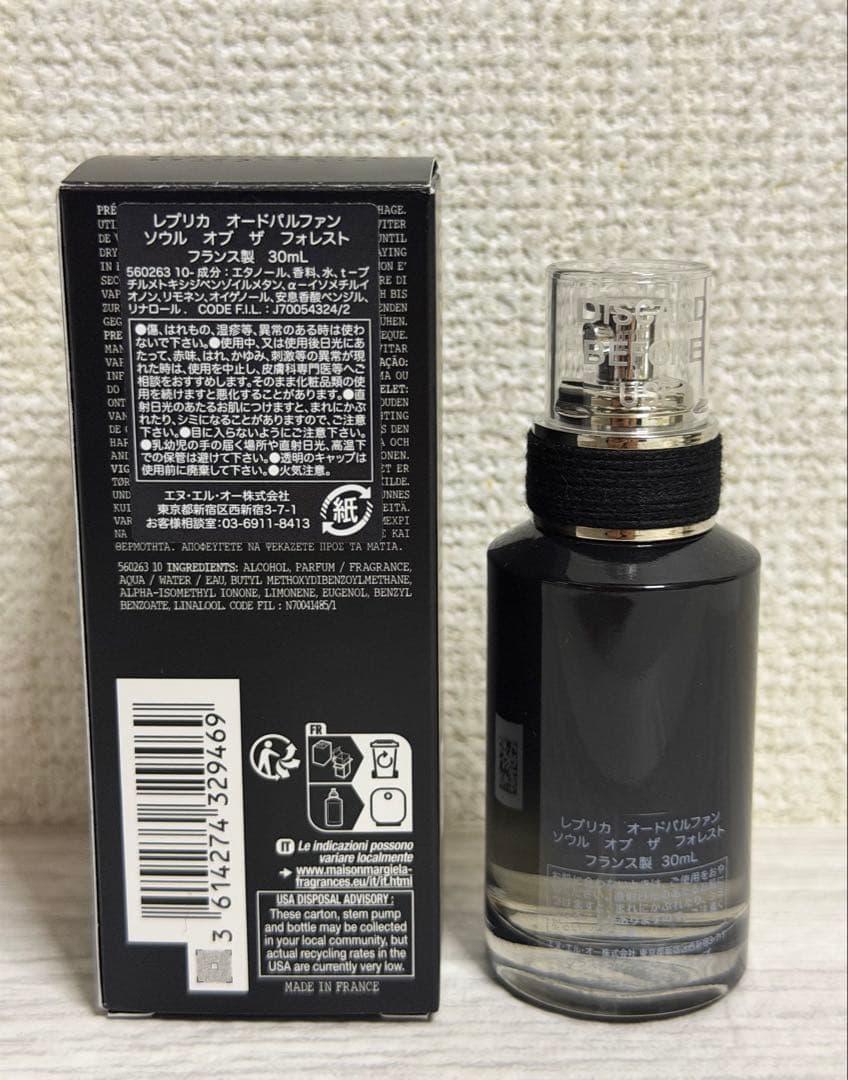 レプリカ オードパルファン
ソウル オブ ザ フォレスト
フランス製 30mL
560263 10- 成分：エタノール、香料、水、t-ブ
チルメトキシジベンゾイルメタン、α-イソメチルイ
オノン、リモネン、オイゲノール、安息香酸ベンジル、
リナロール . CODE F.I.L. : J70054324/2
●傷、はれもの、湿疹等、異常のある時は使わ
ないで下さい。●使用中、又は使用後日光にあ
たって、赤味、はれ、かゆみ、刺激等の異常が現
れた時は、使用を中止し、皮膚科専門医等へご
相談をおすすめします。そのまま化粧品類の使
用を続けますと悪化することがあります。●直
射日光のあたるお肌につけますと、まれにかぶ
れたり、シミになることがありますので、ご注意
下さい。●目に入らないようにご注意下さい。
●乳幼児の手の届く場所や直射日光、高温下
での保管は避けて下さい。●透明のキャップは
使用前に廃棄して下さい。●火気注意。
エヌ・エル・オー株式会社
東京都新宿区西新宿3-7-1
お客様相談室:03-6911-8413
紙
ΘΕΡΜΟΤΗΤΑ. ΑΠΟΦΕΥΓΕΤΕ ΝΑ ΨΕΚΑΖΕΤΕ ΠΡΟΣ ΤΑ ΜΑΤΙΑ.
560263 10 INGREDIENTS: ALCOHOL, PARFUM / FRAGRANCE,
AQUA / WATER / EAU, BUTYL METHOXYDIBENZOYLMETHANE,
ALPHA-ISOMETHYL IONONE, LIMONENE, EUGENOL, BENZYL
BENZOATE, LINALOOL. CODE FIL : N70041485/1
3 614274 329469
FR
IT Le indicazioni possono
variare localmente
www.maisonmargiela-
fragrances.eu/it/it.html
USA DISPOSAL ADVISORY :
These carton, stem pump
and bottle may be collected
in your local community, but
actual recycling rates in the
USA are currently very low.
MADE IN FRANCE
レプリカ オードパルファン
ソウル オブ ザ フォレスト
フランス製 30mL